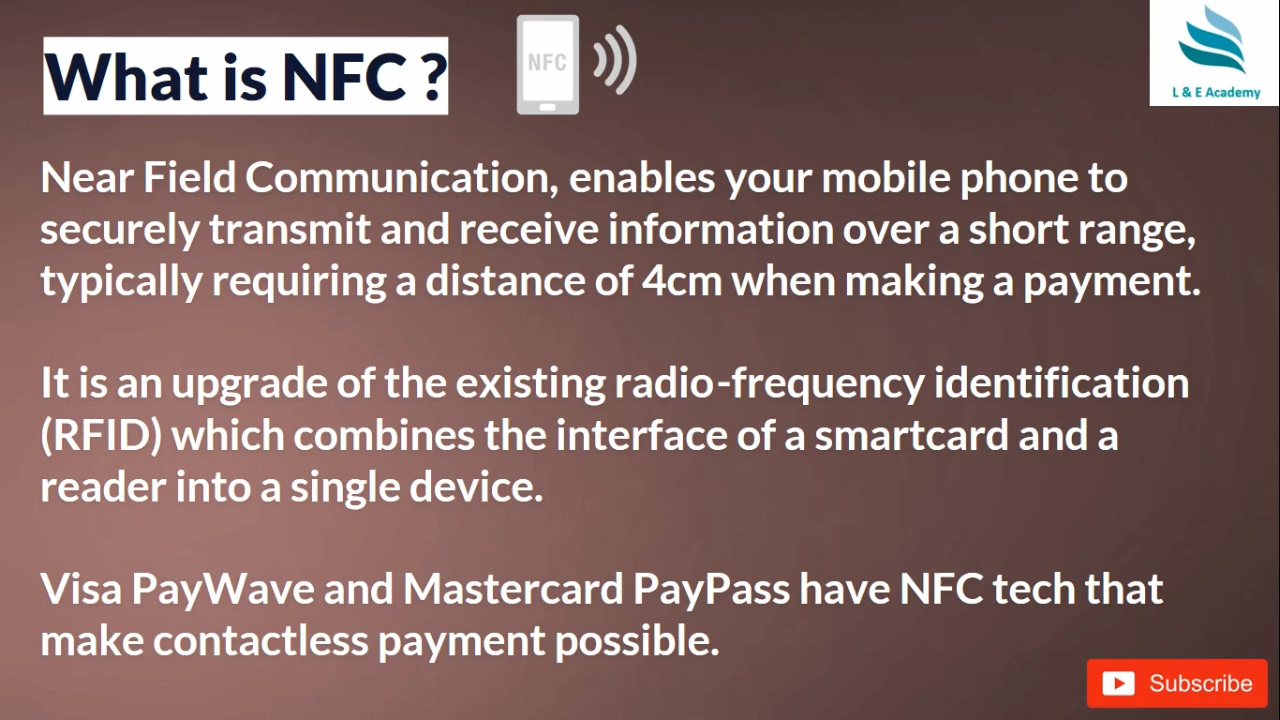 What is NFC ?
NFC
L & E Academy
Near Field Communication, enables your mobile phone to
securely transmit and receive information over a short range,
typically requiring a distance of 4cm when making a payment.
It is an upgrade of the existing radio-frequency identification
(RFID) which combines the interface of a smartcard and a
reader into a single device.
Visa PayWave and Mastercard PayPass have NFC tech that
make contactless payment possible.
Subscribe